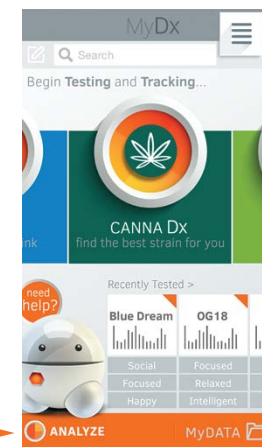 MyDx
Search
Begin Testing and Tracking...
ink
CANNA DX
find the best strain for you
need
help?
Recently Tested >
Blue Dream
OG18
Social
Focused
Focused
Relaxed
Happy
Intelligent
ANALYZE
MyDATA